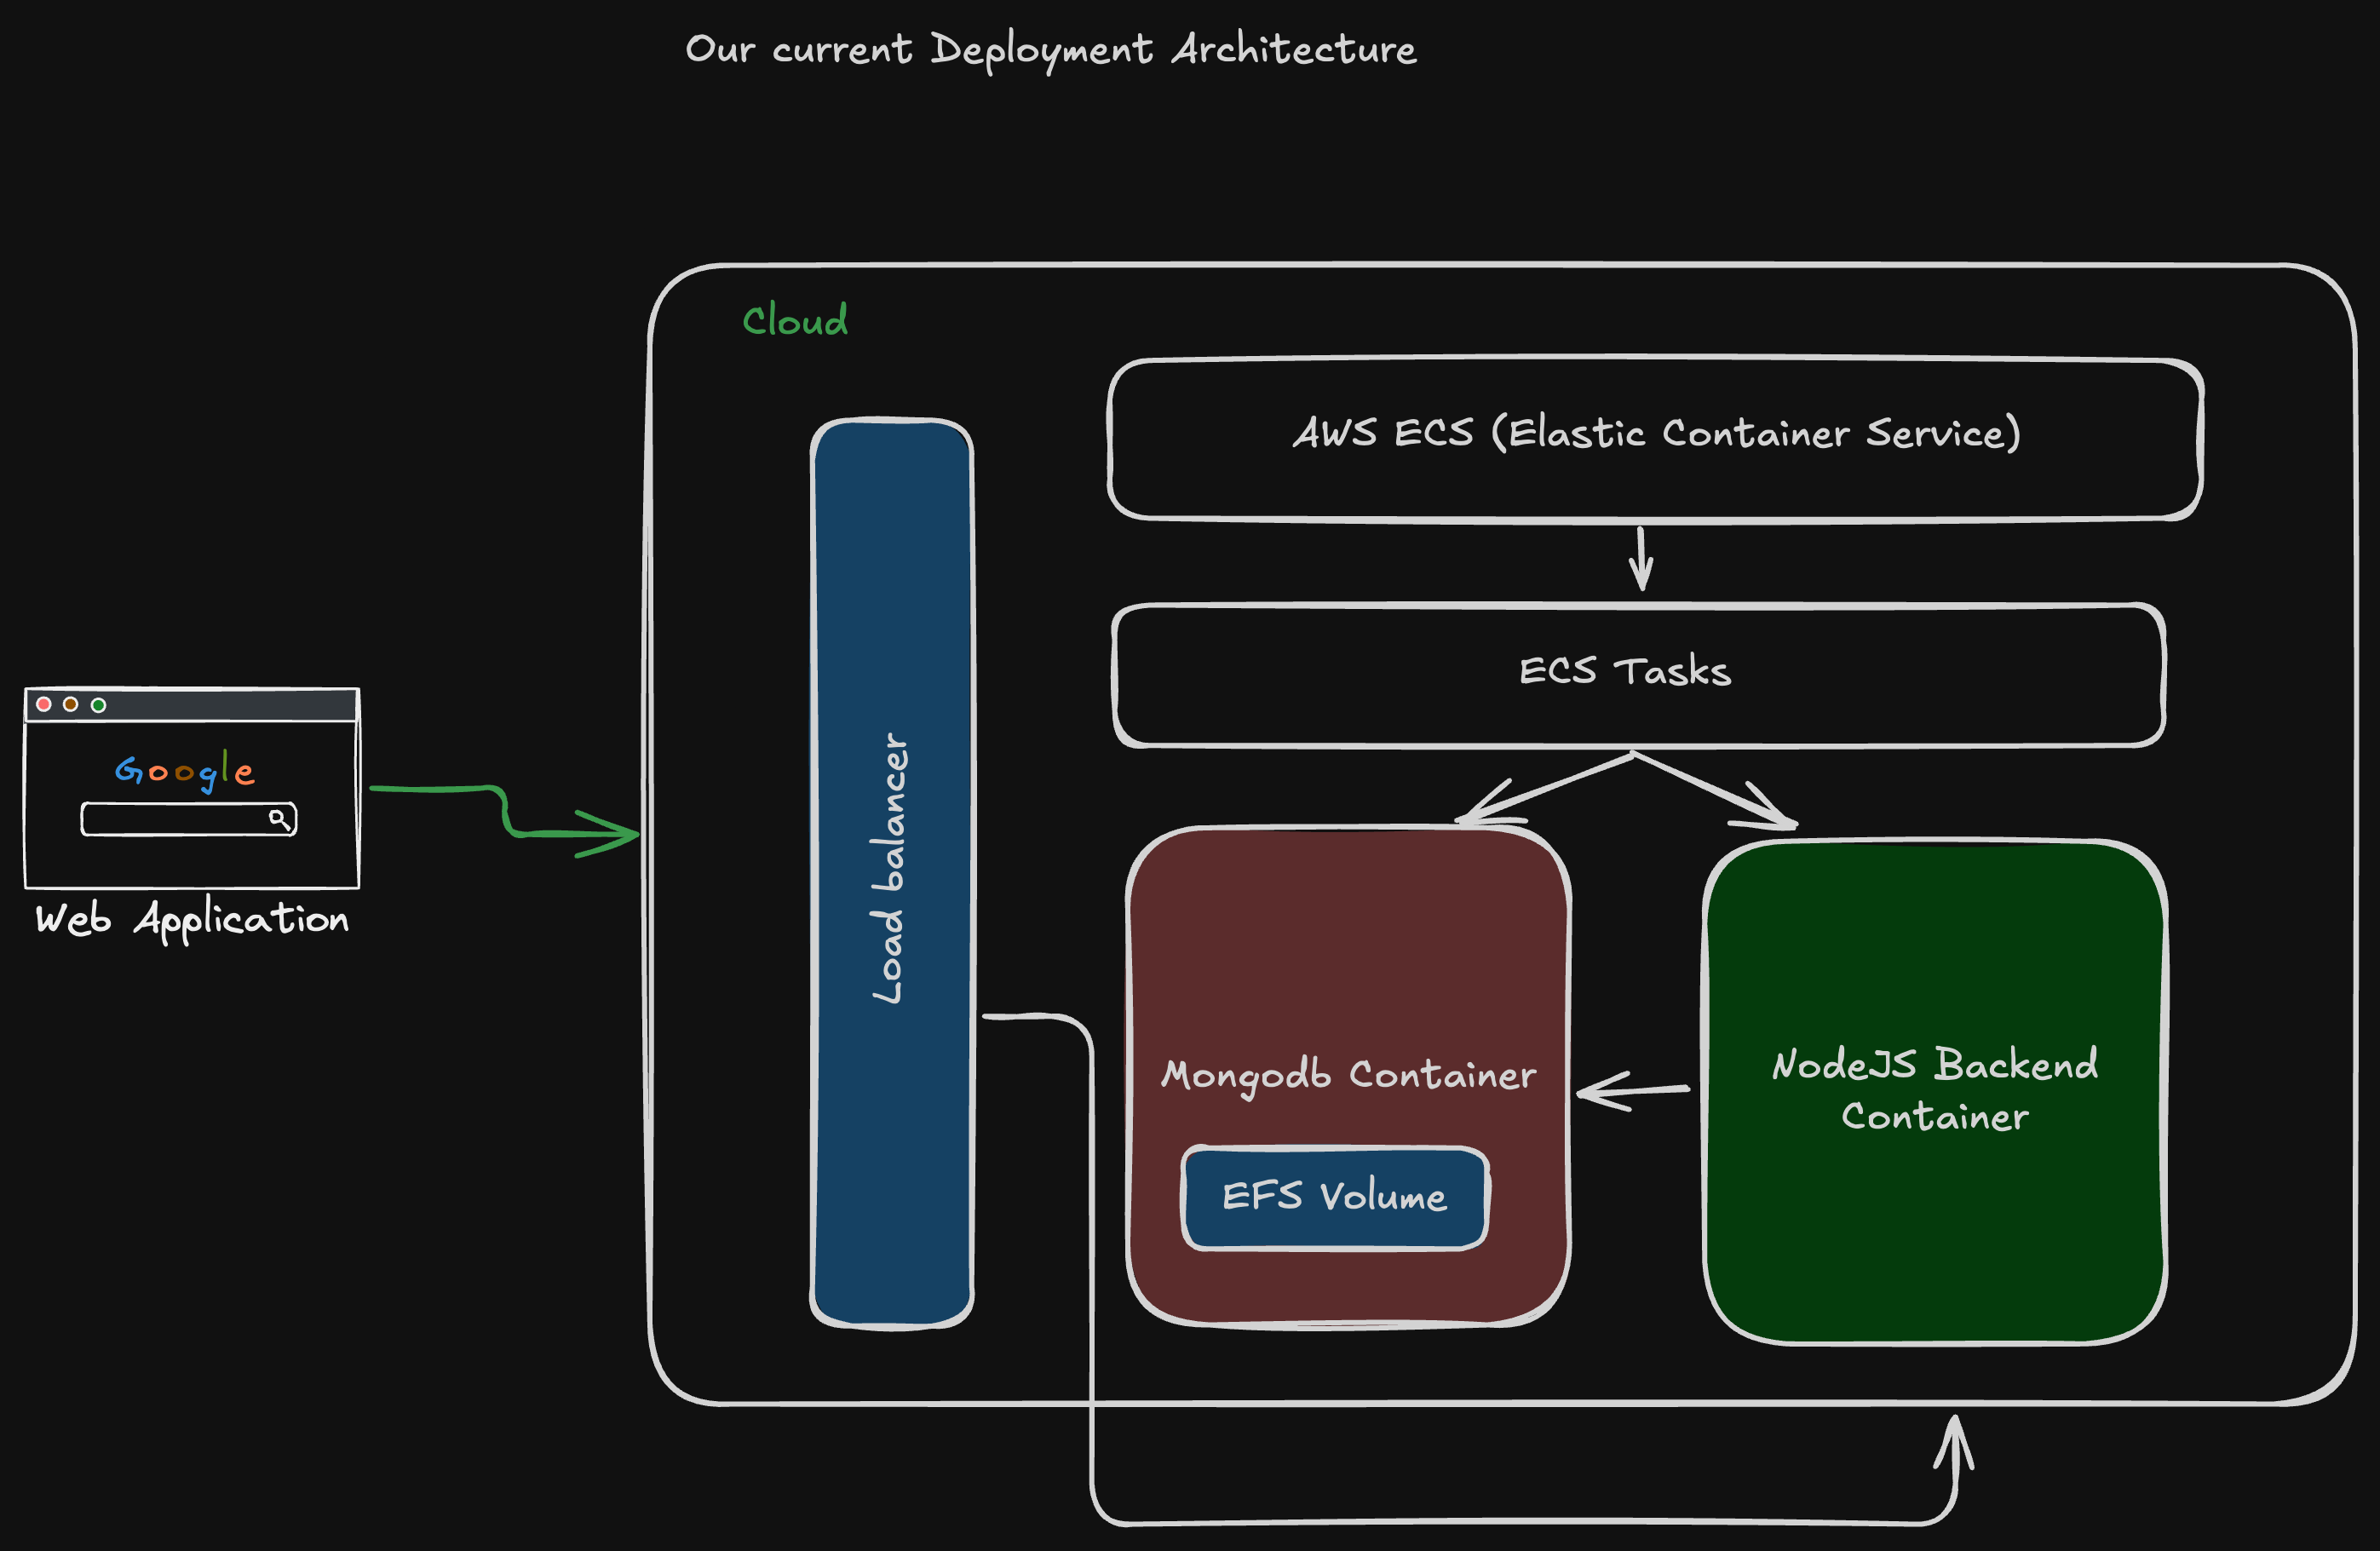 Our current Deployment Architecture
Cloud
AWS ECS (Elastic Container Service)
ECS Tasks
Load balancer
Google
Web Application
Mongodb Container
EFS Volume
NodeJS Backend
Container